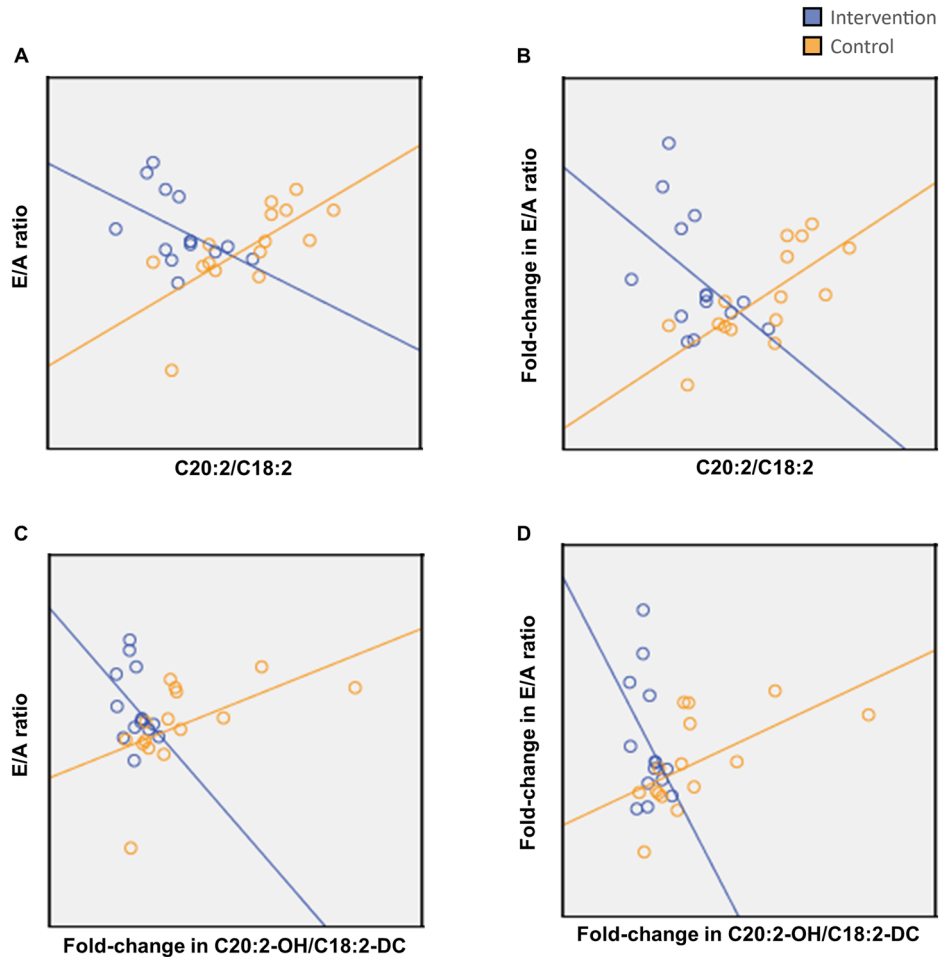 Intervention
Control
A
E/A ratio
C20:2/C18:2
B
Fold-change in E/A ratio
C20:2/C18:2
C
E/A ratio
Fold-change in C20:2-OH/C18:2-DC
D
Fold-change in E/A ratio
Fold-change in C20:2-OH/C18:2-DC